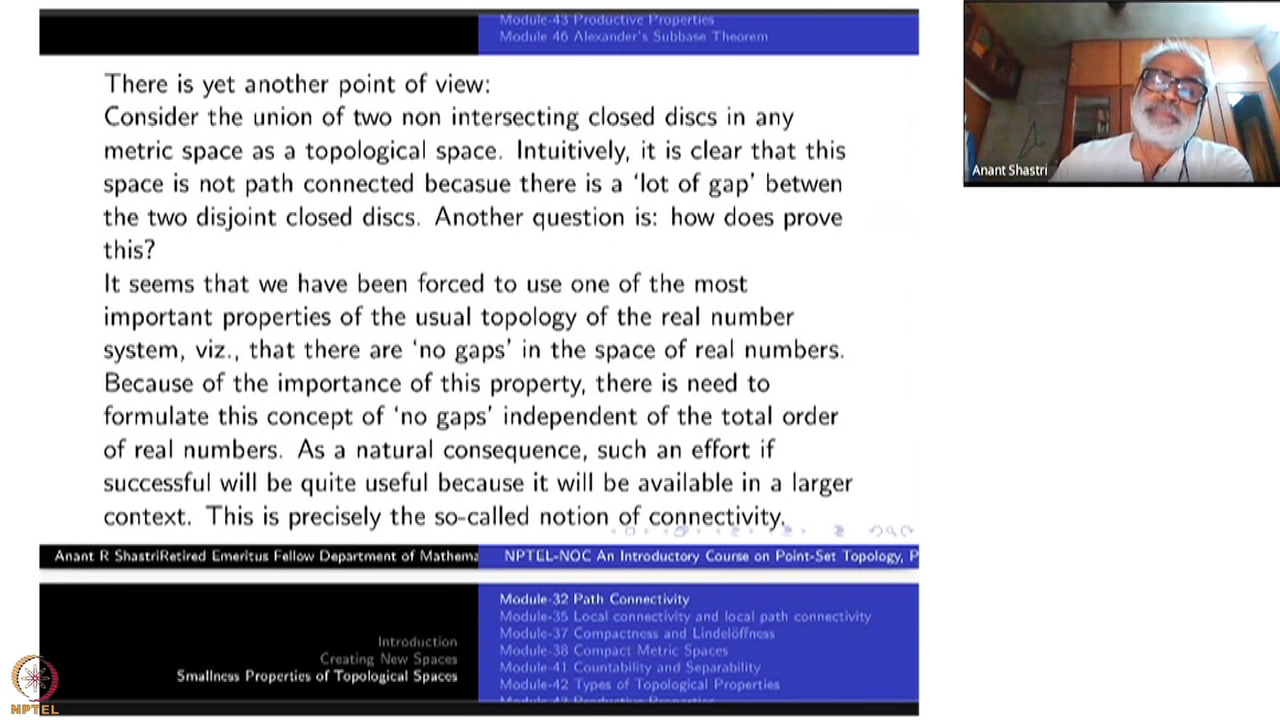 Module-43 Productive Properties
Module 46 Alexander's Subbase Theorem
There is yet another point of view:
Consider the union of two non intersecting closed discs in any
metric space as a topological space. Intuitively, it is clear that this
space is not path connected becasue there is a 'lot of gap' betwen
the two disjoint closed discs. Another question is: how does prove
this?
It seems that we have been forced to use one of the most
important properties of the usual topology of the real number
system, viz., that there are 'no gaps' in the space of real numbers.
Because of the importance of this property, there is need to
formulate this concept of 'no gaps' independent of the total order
of real numbers. As a natural consequence, such an effort if
successful will be quite useful because it will be available in a larger
context. This is precisely the so-called notion of connectivity.
Anant R ShastriRetired Emeritus Fellow Department of Mathema
NPTEL-NOC An Introductory Course on Point-Set Topology, P
Introduction
Creating New Spaces
Smallness Properties of Topological Spaces
Module-32 Path Connectivity
Module-35 Local connectivity and local path connectivity
Module-37 Compactness and Lindelöffness
Module-38 Compact Metric Spaces
Module-41 Countability and Separability
Module-42 Types of Topological Properties
Module-43 Productive Properties
Anant Shastri
NPTEL